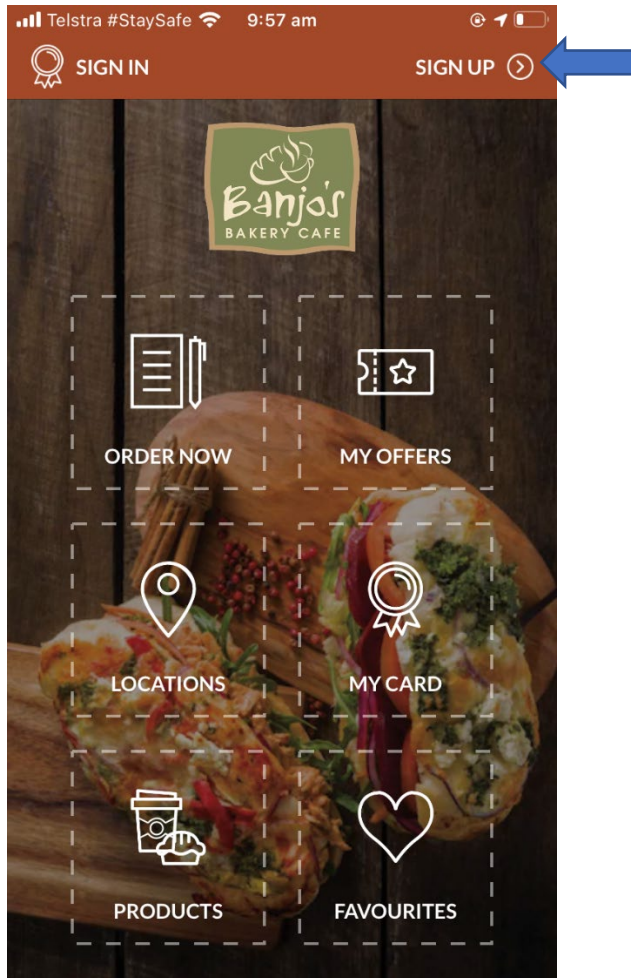 Telstra #StaySafe 9:57 am
SIGN IN SIGN UP
Banjo's
BAKERY CAFE
ORDER NOW MY OFFERS
LOCATIONS MY CARD
PRODUCTS FAVOURITES